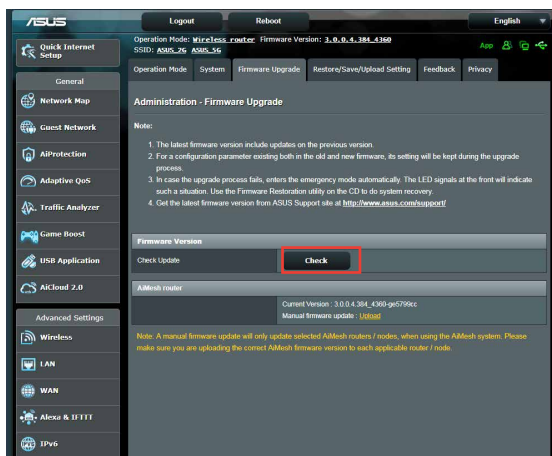 ASUS
Logout
Reboot
English
Quick Internet
Setup
Operation Mode: Wireless router Firmware Version: 3.0.0.4.384_4360
SSID: ASUS_2G ASUS_5G
App
Operation Mode
System
Firmware Upgrade
Restore/Save/Upload Setting
Feedback
Privacy
General
Network Map
Guest Network
AiProtection
Adaptive QoS
Traffic Analyzer
Game Boost
USB Application
AiCloud 2.0
Advanced Settings
Wireless
LAN
WAN
Alexa & IFTTT
IPv6
Administration - Firmware Upgrade
Note:
1. The latest firmware version include updates on the previous version.
2. For a configuration parameter existing both in the old and new firmware, its setting will be kept during the upgrade
process.
3. In case the upgrade process fails, enters the emergency mode automatically. The LED signals at the front will indicate
such a situation. Use the Firmware Restoration utility on the CD to do system recovery.
4. Get the latest firmware version from ASUS Support site at http://www.asus.com/support/
Firmware Version
Check Update
Check
AiMesh router
Current Version : 3.0.0.4.384_4360-ge5799cc
Manual firmware update : Upload
Note: A manual firmware update will only update selected AiMesh routers / nodes, when using the AiMesh system. Please
make sure you are uploading the correct AiMesh firmware version to each applicable router / node.